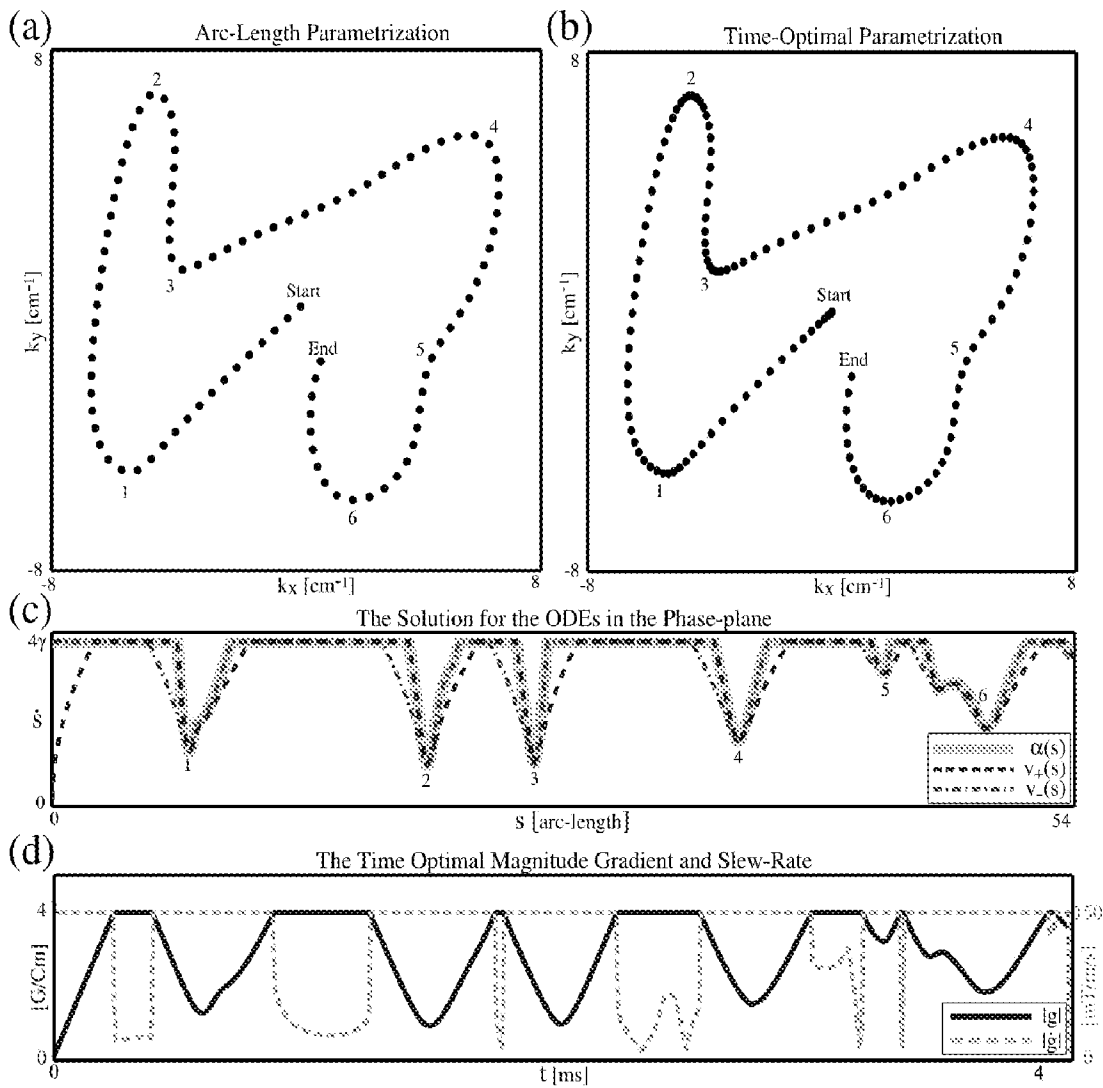 (a)
Arc-Length Parametrization
(b)
Time-Optimal Parametrization
8
2
4
3
Start
End
5
1
6
ky [cm⁻¹]
-8
-8
kx [cm⁻¹]
8
8
2
4
3
Start
End
5
1
6
ky [cm⁻¹]
-8
-8
kx [cm⁻¹]
8
(c)
The Solution for the ODEs in the Phase-plane
4γ
ṡ
0
1
2
3
4
5
6
α(s)
v₊(s)
v₋(s)
0
s [arc-length]
54
(d)
The Time Optimal Magnitude Gradient and Slew-Rate
4
[G/Cm]
0
|g|
|ġ|
0
0
t [ms]
4